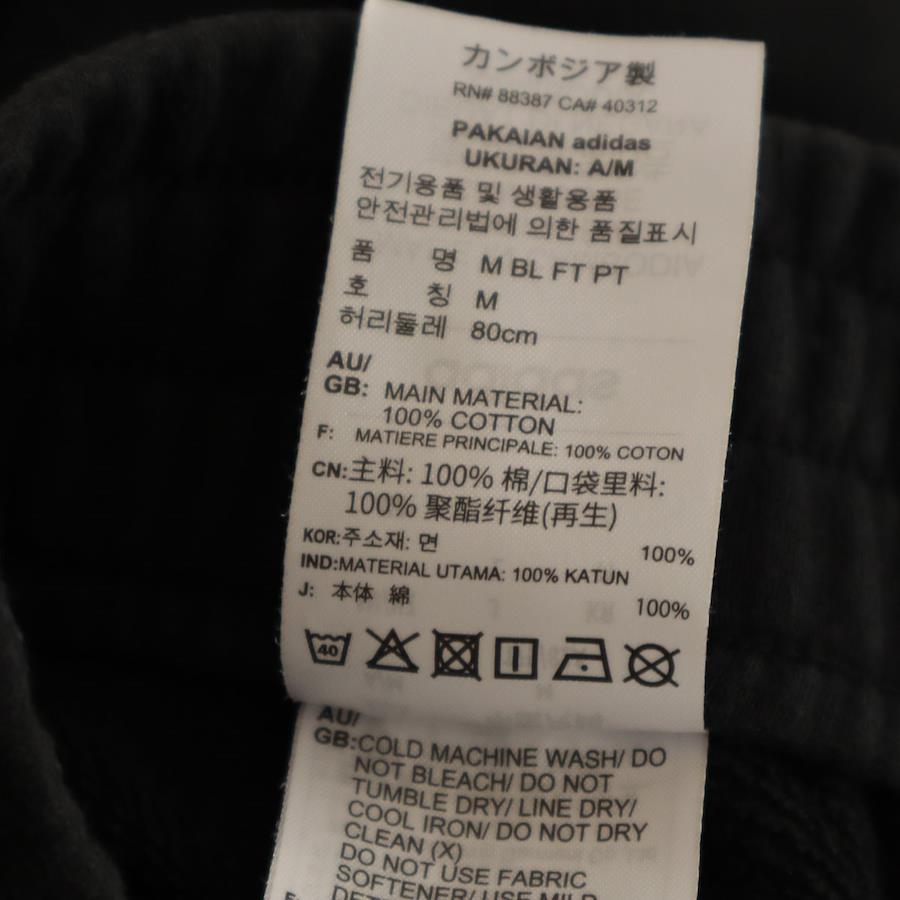 カンボジア製
RN# 88387 CA# 40312
PAKAIAN adidas
UKURAN: A/M
전기용품 및 생활용품
안전관리법에 의한 품질표시
품 명 M BL FT PT
호 칭 M
허리둘레 80cm
AU/
GB: MAIN MATERIAL:
100% COTTON
F: MATIERE PRINCIPALE: 100% COTON
CN:主料: 100% 棉/口袋里料:
100% 聚酯纤维(再生)
KOR:주소재: 면 100%
IND:MATERIAL UTAMA: 100% KATUN
J: 本体 綿 100%
40
AU/
GB:COLD MACHINE WASH/ DO
NOT BLEACH/ DO NOT
TUMBLE DRY/ LINE DRY/
COOL IRON/ DO NOT DRY
CLEAN (X)
DO NOT USE FABRIC
SOFTENER/ USE MILD